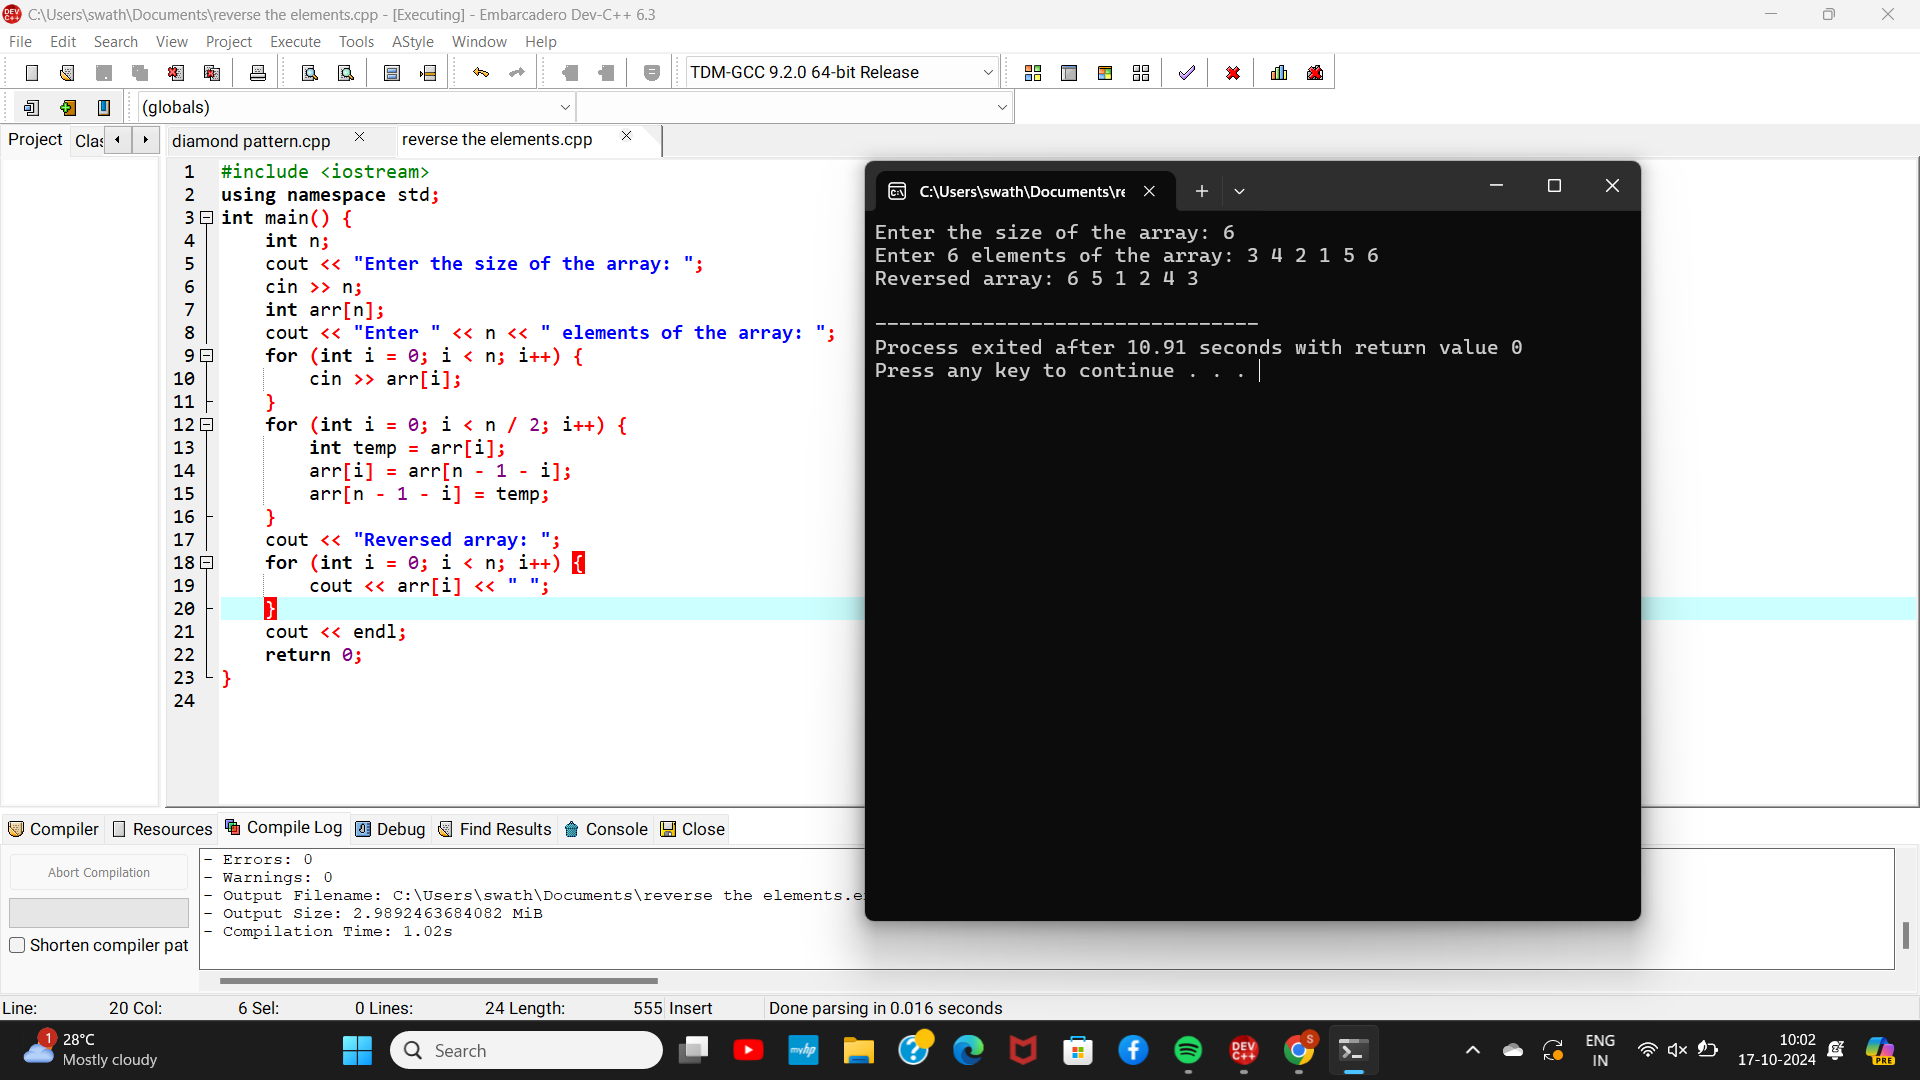 C:\Users\swath\Documents\reverse the elements.cpp - [Executing] - Embarcadero Dev-C++ 6.3
File Edit Search View Project Execute Tools AStyle Window Help
TDM-GCC 9.2.0 64-bit Release
(globals)
Project Clas diamond pattern.cpp reverse the elements.cpp
1 #include <iostream>
2 using namespace std;
3 int main() {
4 int n;
5 cout << "Enter the size of the array: ";
6 cin >> n;
7 int arr[n];
8 cout << "Enter " << n << " elements of the array: ";
9 for (int i = 0; i < n; i++) {
10 cin >> arr[i];
11 }
12 for (int i = 0; i < n / 2; i++) {
13 int temp = arr[i];
14 arr[i] = arr[n - 1 - i];
15 arr[n - 1 - i] = temp;
16 }
17 cout << "Reversed array: ";
18 for (int i = 0; i < n; i++) {
19 cout << arr[i] << " ";
20 }
21 cout << endl;
22 return 0;
23 }
24
C:\Users\swath\Documents\re
Enter the size of the array: 6
Enter 6 elements of the array: 3 4 2 1 5 6
Reversed array: 6 5 1 2 4 3
--------------------------------
Process exited after 10.91 seconds with return value 0
Press any key to continue . . .
Compiler Resources Compile Log Debug Find Results Console Close
Abort Compilation
Shorten compiler pat
- Errors: 0
- Warnings: 0
- Output Filename: C:\Users\swath\Documents\reverse the elements.e
- Output Size: 2.9892463684082 MiB
- Compilation Time: 1.02s
Line: 20 Col: 6 Sel: 0 Lines: 24 Length: 555 Insert Done parsing in 0.016 seconds
1
28°C
Mostly cloudy
Search
myhp
DEV C++
S
ENG
IN
10:02
17-10-2024
PRE